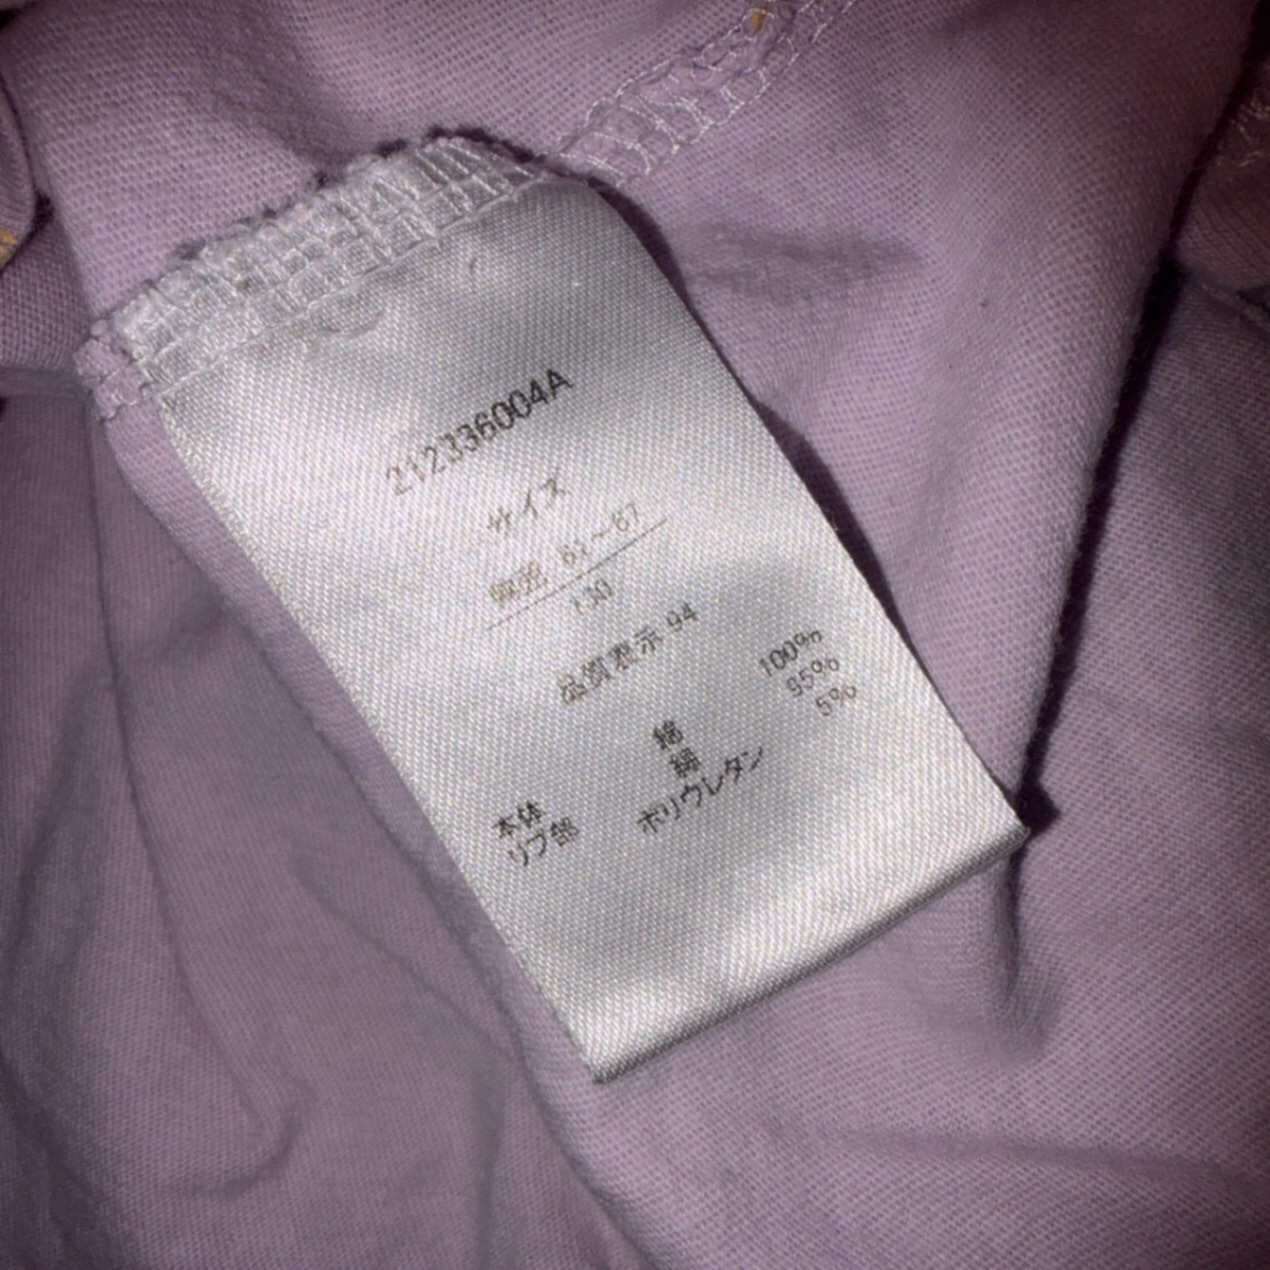 212336004A
サイズ
胸囲 61～67
130
品質表示 94
本体 綿 100%
リブ部 綿 95%
ポリウレタン 5%